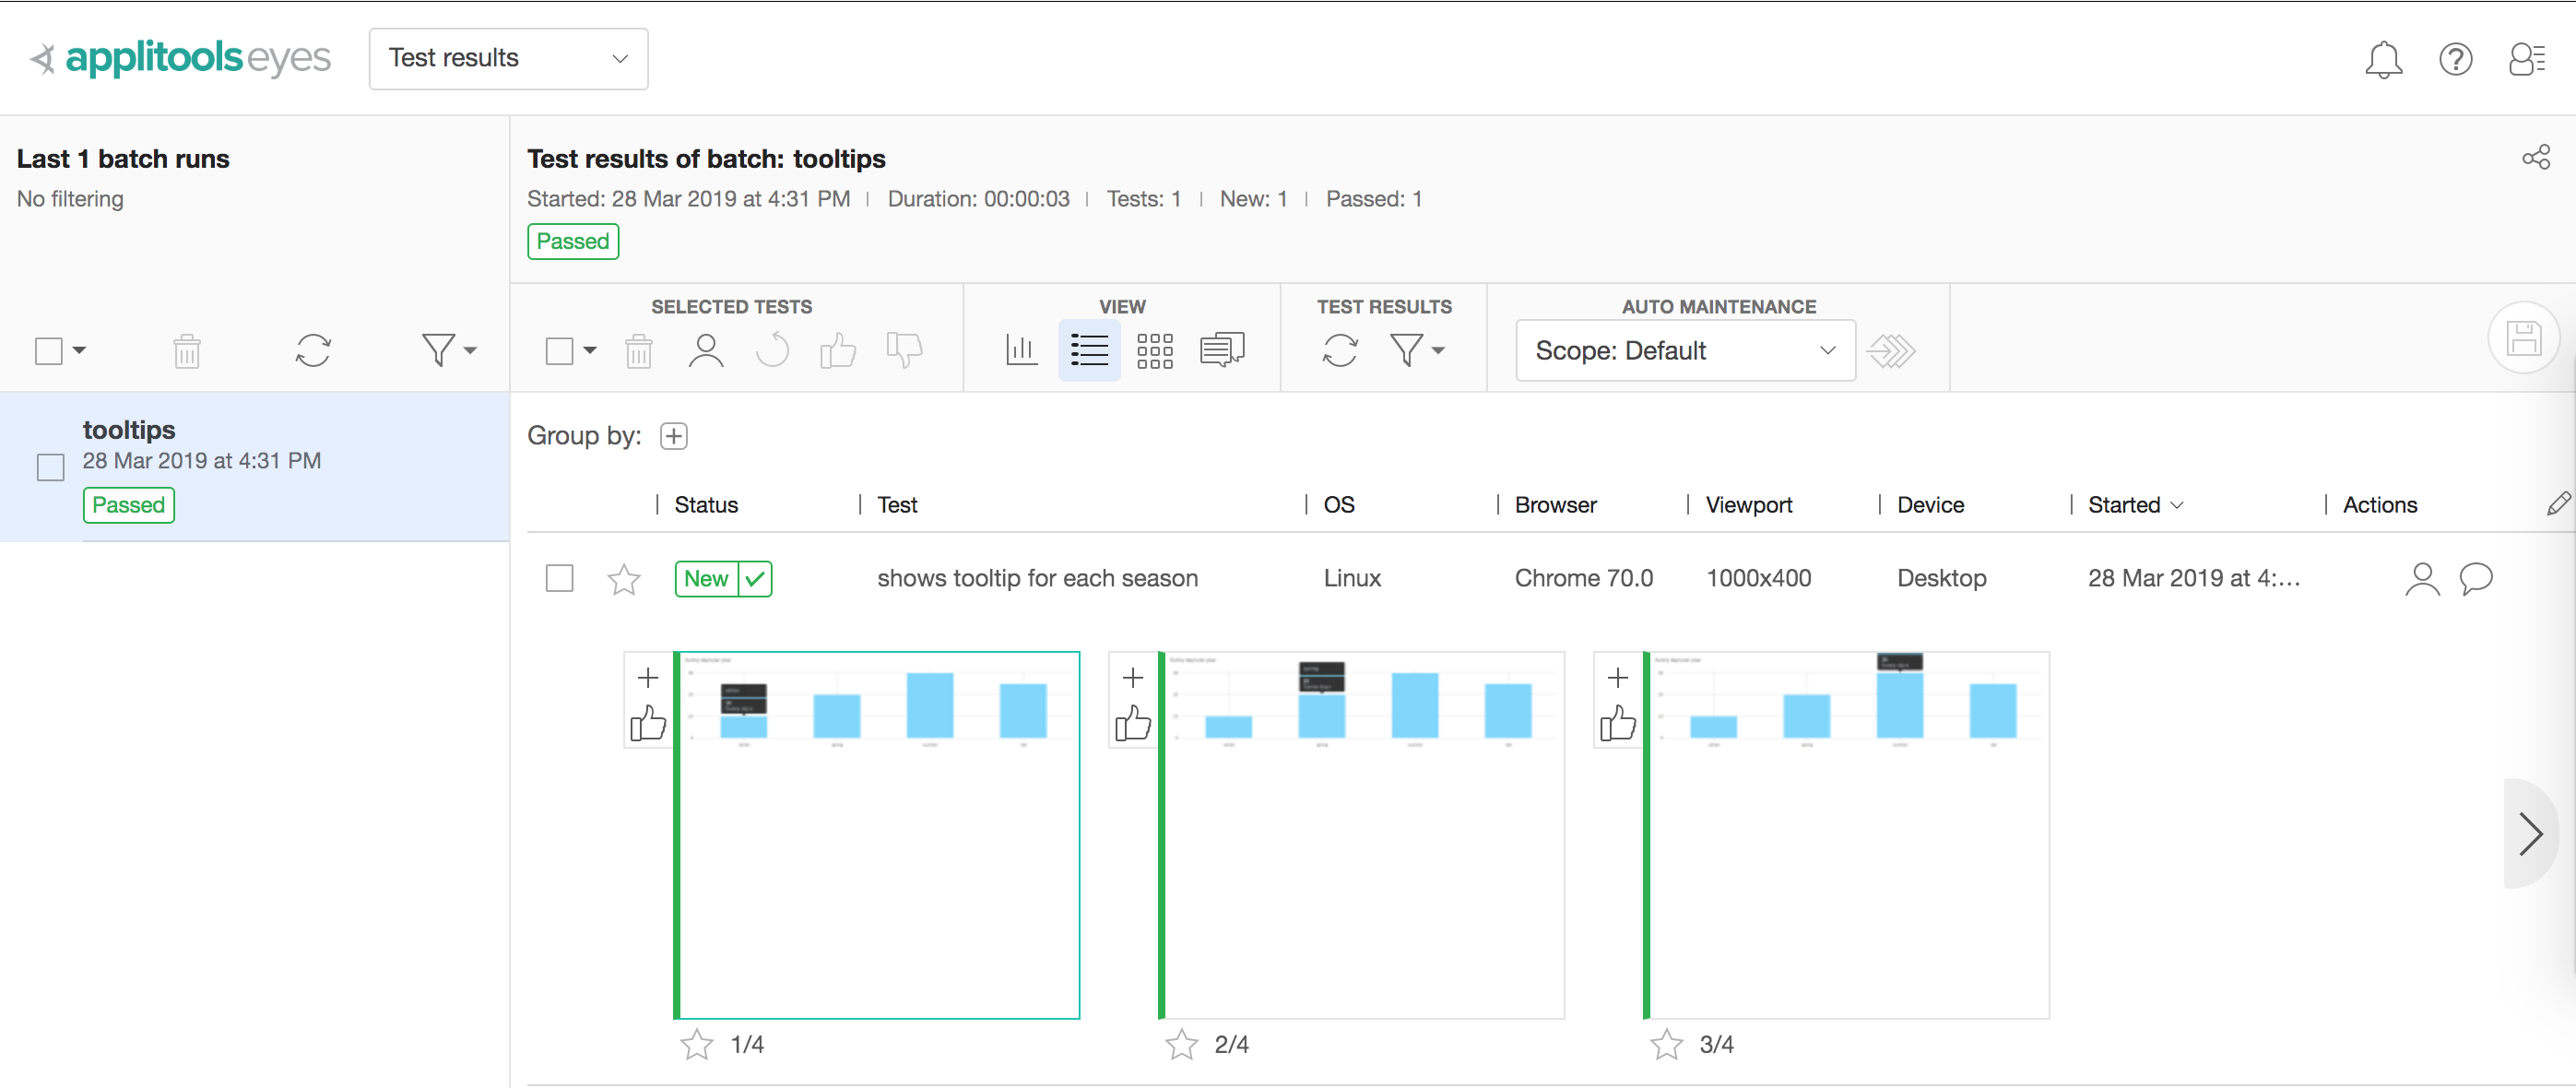 applitools eyes
Test results
Last 1 batch runs
No filtering
Test results of batch: tooltips
Started: 28 Mar 2019 at 4:31 PM | Duration: 00:00:03 | Tests: 1 | New: 1 | Passed: 1
Passed
SELECTED TESTS
VIEW
TEST RESULTS
AUTO MAINTENANCE
Scope: Default
tooltips
28 Mar 2019 at 4:31 PM
Passed
Group by:
Status Test OS Browser Viewport Device Started Actions
New shows tooltip for each season Linux Chrome 70.0 1000x400 Desktop 28 Mar 2019 at 4:...
1/4
2/4
3/4